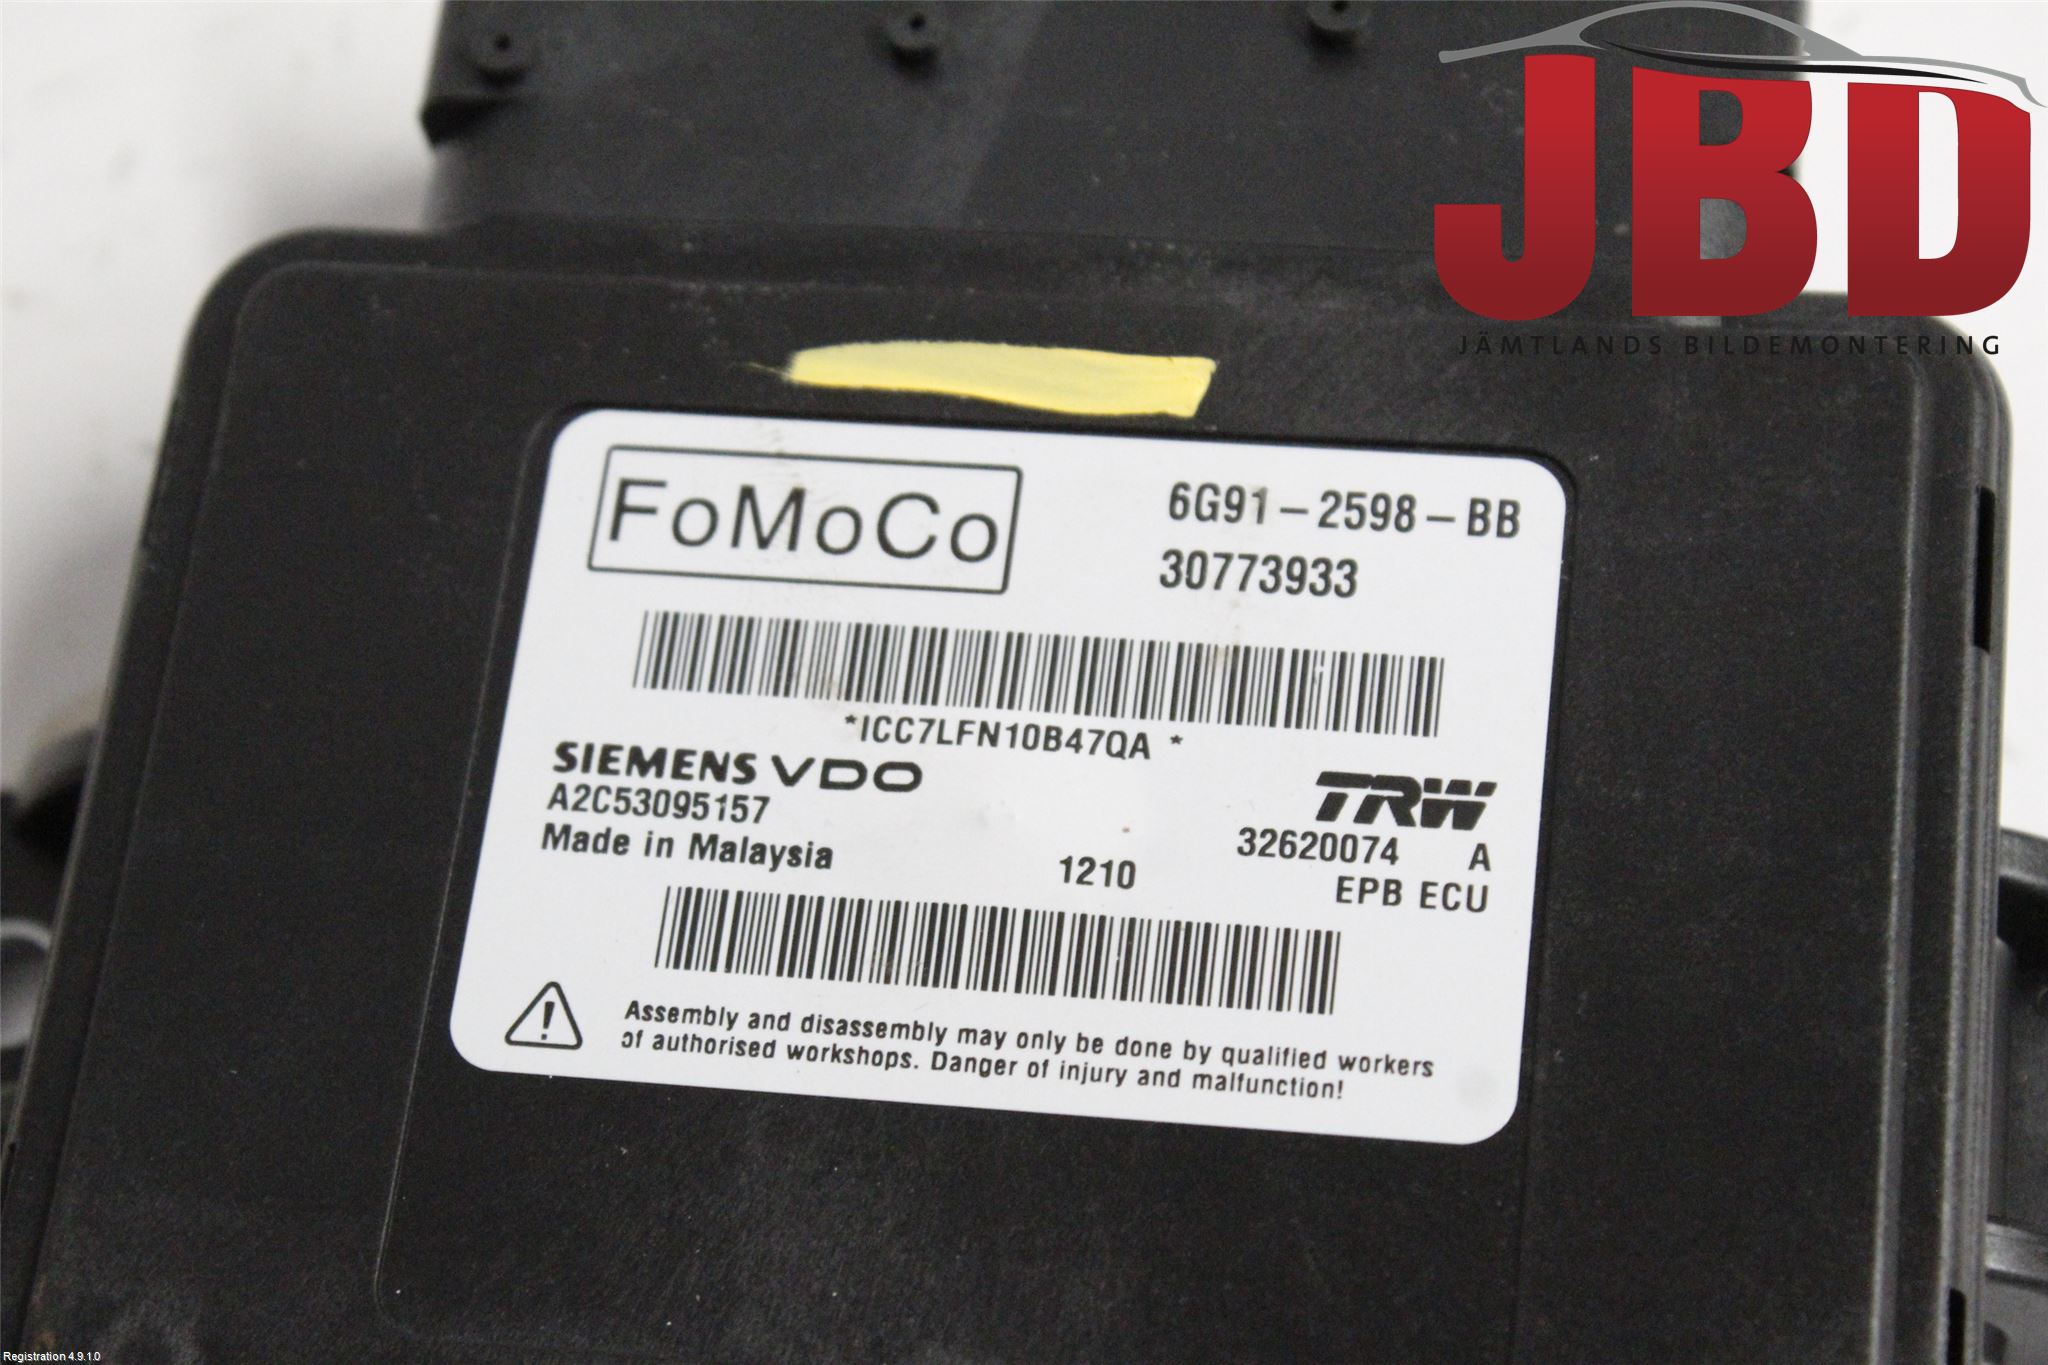 JBD
JÄMTLANDS BILDEMONTERING
FoMoCo
6G91-2598-BB
30773933
*ICC7LFN10B47QA *
SIEMENS VDO
A2C53095157
Made in Malaysia
1210
TRW
32620074 A
EPB ECU
Assembly and disassembly may only be done by qualified workers
of authorised workshops. Danger of injury and malfunction!
Registration 4.9.1.0